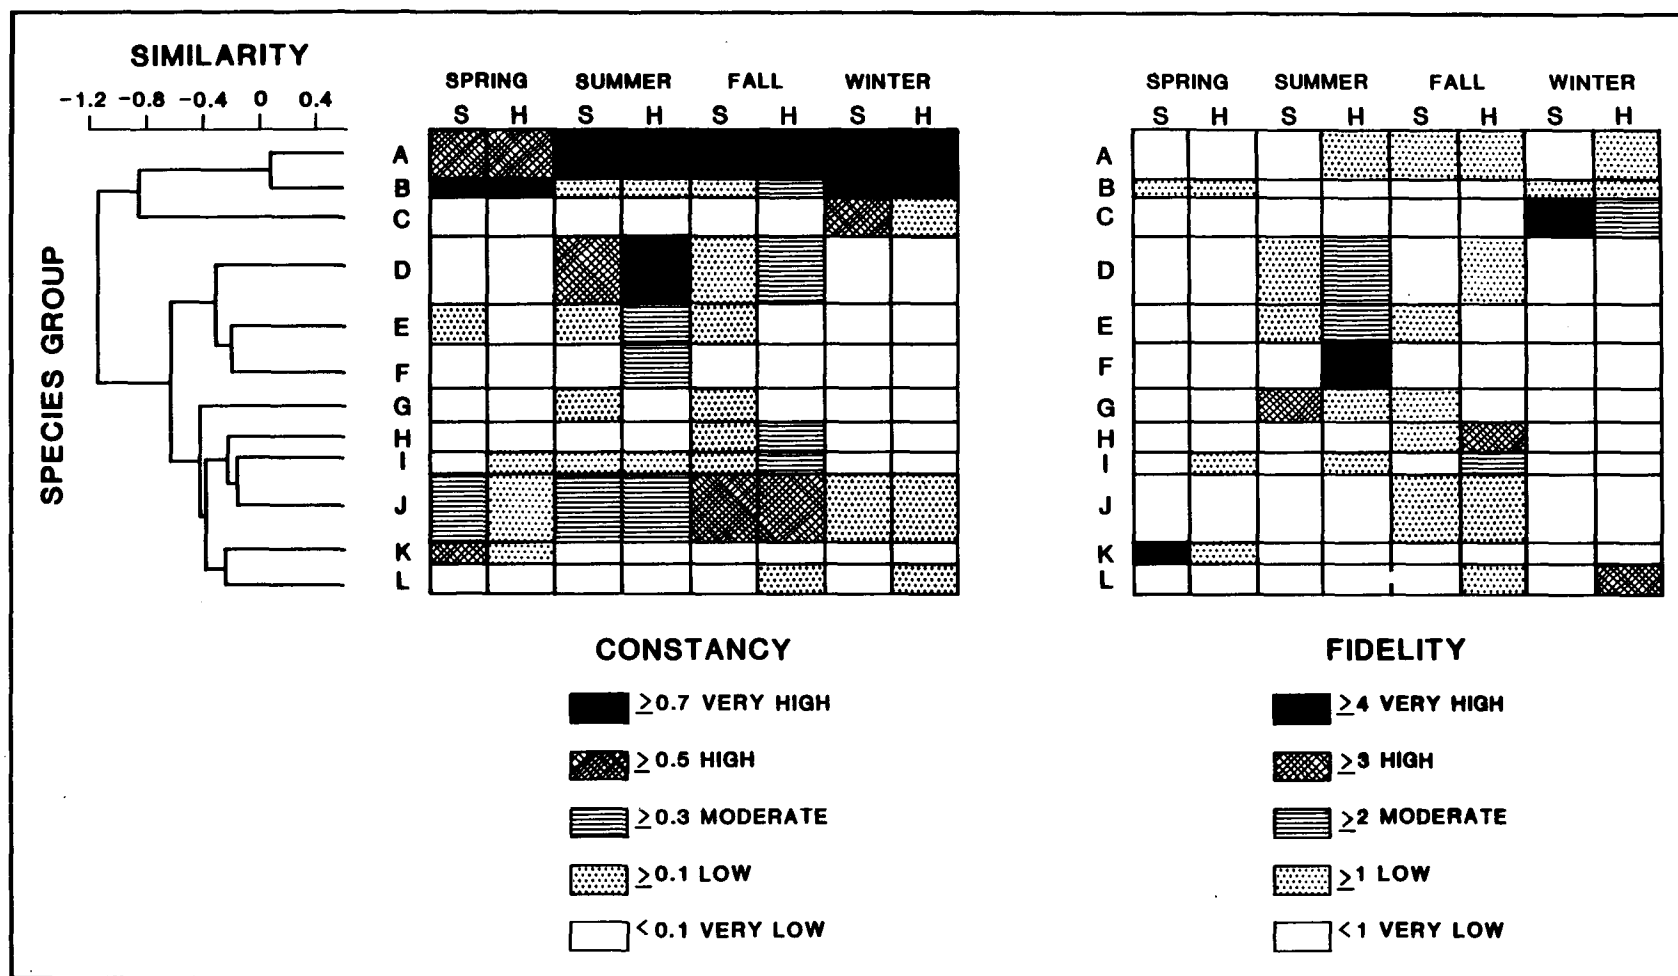 SIMILARITY
-1.2 -0.8 -0.4 0 0.4
SPECIES GROUP
SPRING SUMMER FALL WINTER
S H S H S H S H
A
B
C
D
E
F
G
H
I
J
K
L
CONSTANCY
≥0.7 VERY HIGH
≥0.5 HIGH
≥0.3 MODERATE
≥0.1 LOW
<0.1 VERY LOW
SPRING SUMMER FALL WINTER
S H S H S H S H
A
B
C
D
E
F
G
H
I
J
K
L
FIDELITY
≥4 VERY HIGH
≥3 HIGH
≥2 MODERATE
≥1 LOW
<1 VERY LOW